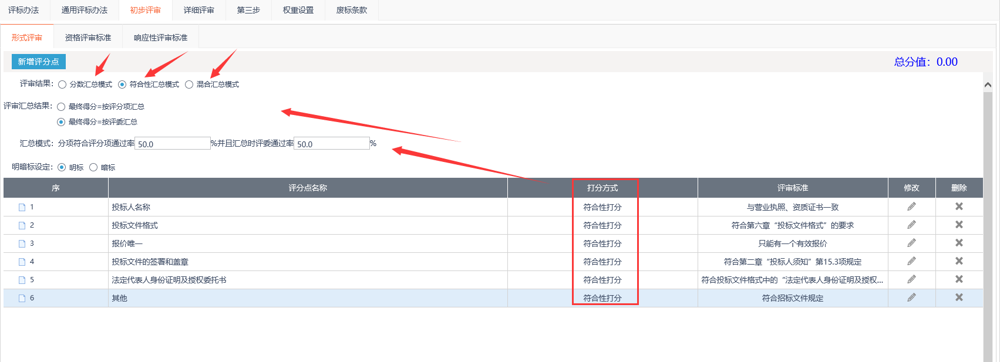 评标办法 通用评标办法 初步评审 详细评审 第三步 权重设置 废标条款
形式评审 资格评审标准 响应性评审标准
新增评分点 总分值：0.00
评审结果： 分数汇总模式 符合性汇总模式 混合汇总模式
评审汇总结果： 最终得分=按评分项汇总
最终得分=按评委汇总
汇总模式： 分项符合评分项通过率 50.0 %并且汇总时评委通过率 50.0 %
明暗标设定： 明标 暗标
序 评分点名称 打分方式 评审标准 修改 删除
1 投标人名称 符合性打分 与营业执照、资质证书一致
2 投标文件格式 符合性打分 符合第六章“投标文件格式”的要求
3 报价唯一 符合性打分 只能有一个有效报价
4 投标文件的签署和盖章 符合性打分 符合第二章“投标人须知”第15.3项规定
5 法定代表人身份证明及授权委托书 符合性打分 符合投标文件格式中的“法定代表人身份证明及授权...
6 其他 符合性打分 符合招标文件规定